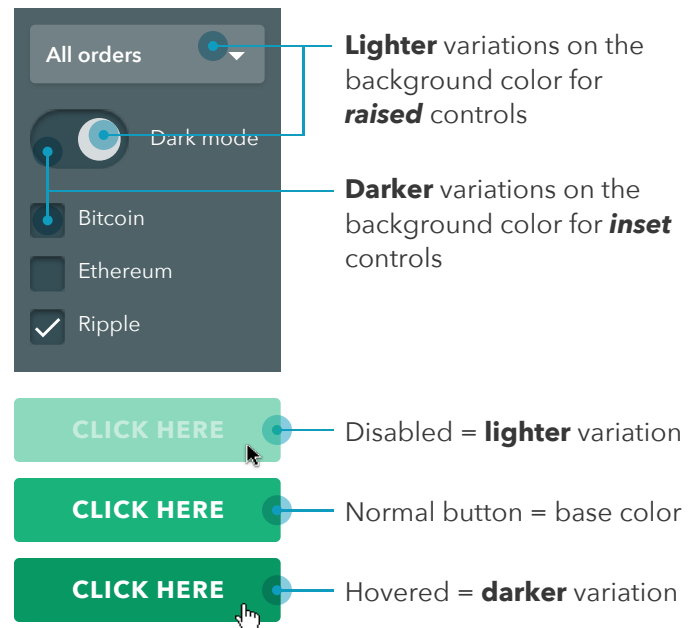 All orders
Lighter variations on the
background color for
raised controls
Dark mode
Darker variations on the
background color for inset
controls
Bitcoin
Ethereum
Ripple
CLICK HERE
Disabled = lighter variation
CLICK HERE
Normal button = base color
CLICK HERE
Hovered = darker variation